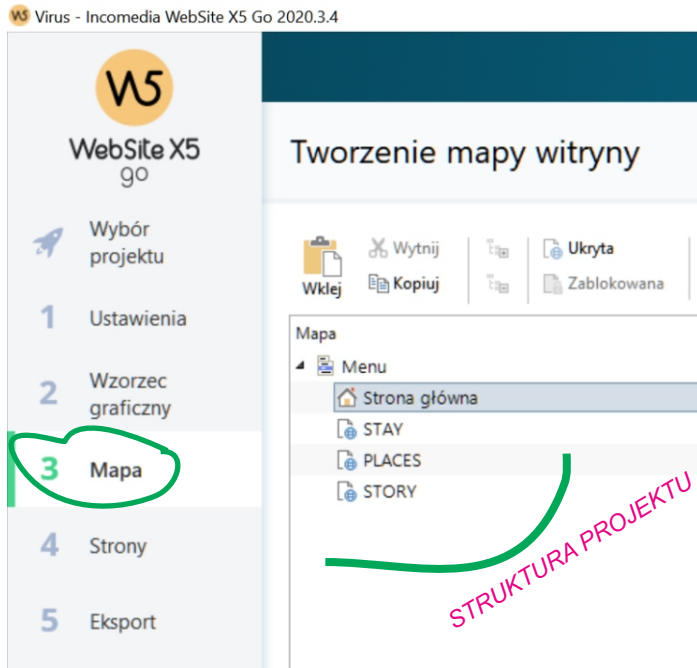 Virus - Incomedia WebSite X5 Go 2020.3.4
W5
WebSite X5
go
Wybór
projektu
1 Ustawienia
2 Wzorzec
graficzny
3 Mapa
4 Strony
5 Eksport
Tworzenie mapy witryny
Wklej
Wytnij
Kopiuj
Ukryta
Zablokowana
Mapa
Menu
Strona główna
STAY
PLACES
STORY
STRUKTURA PROJEKTU